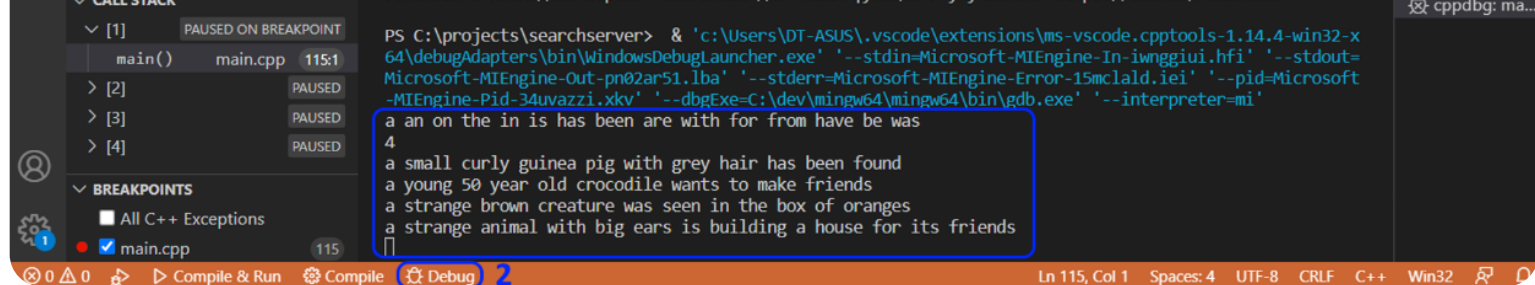 CALL STACK
[1] PAUSED ON BREAKPOINT
main() main.cpp 115:1
[2] PAUSED
[3] PAUSED
[4] PAUSED
BREAKPOINTS
All C++ Exceptions
main.cpp 115
1
PS C:\projects\searchserver> & 'c:\Users\DT-ASUS\.vscode\extensions\ms-vscode.cpptools-1.14.4-win32-x
64\debugAdapters\bin\WindowsDebugLauncher.exe' '--stdin=Microsoft-MIEngine-In-iwnggiui.hfi' '--stdout=
Microsoft-MIEngine-Out-pn02ar51.lba' '--stderr=Microsoft-MIEngine-Error-15mclald.iei' '--pid=Microsoft
-MIEngine-Pid-34uvazzi.xkv' '--dbgExe=C:\dev\mingw64\mingw64\bin\gdb.exe' '--interpreter=mi'
a an on the in is has been are with for from have be was
4
a small curly guinea pig with grey hair has been found
a young 50 year old crocodile wants to make friends
a strange brown creature was seen in the box of oranges
a strange animal with big ears is building a house for its friends
cppdbg: ma...
0 0 Compile & Run Compile Debug 2 Ln 115, Col 1 Spaces: 4 UTF-8 CRLF C++ Win32